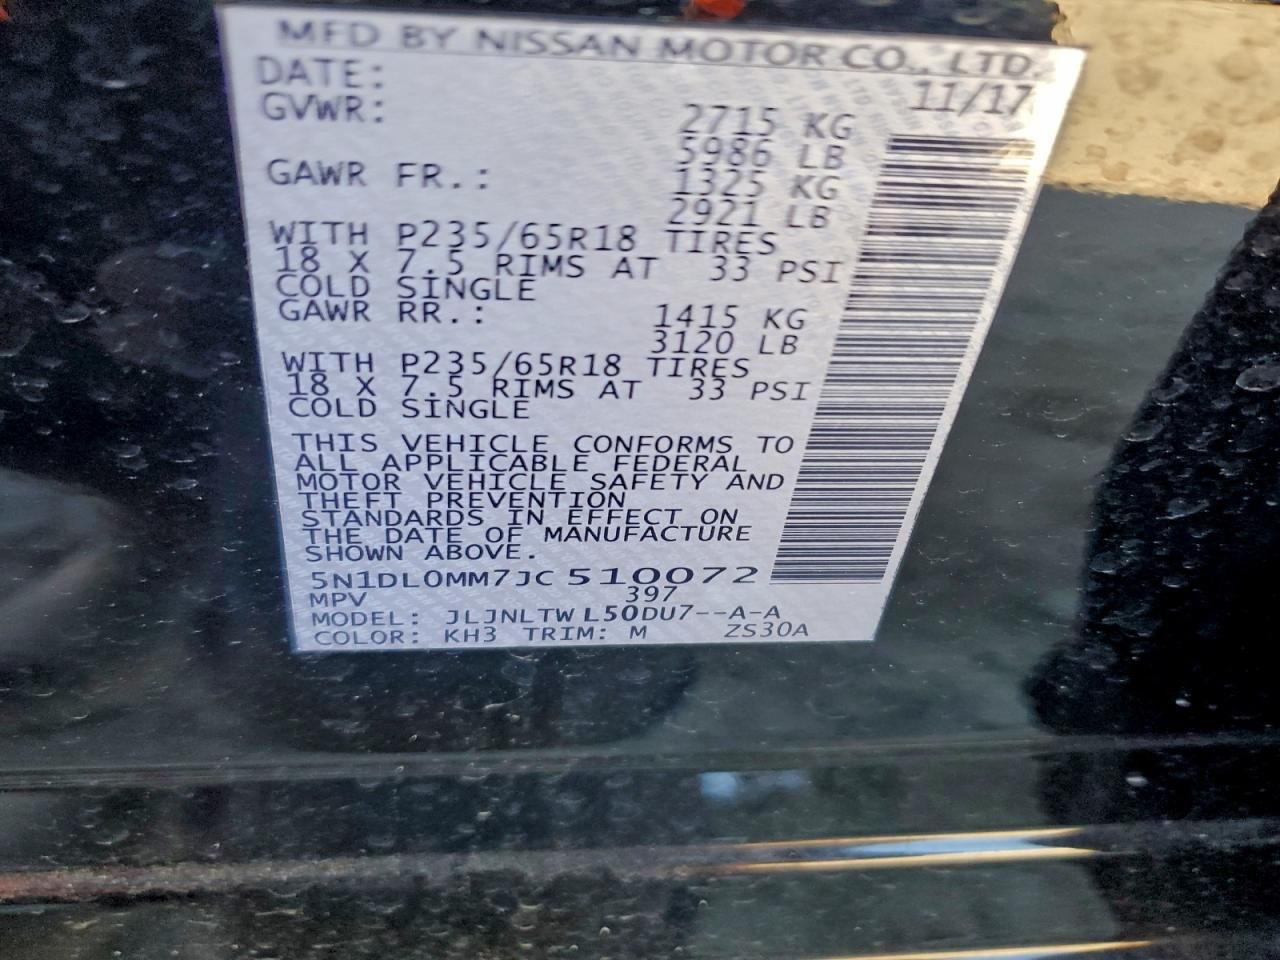 MFD BY NISSAN MOTOR CO., LTD.
DATE: 11/17
GVWR: 2715 KG
5986 LB
GAWR FR.: 1325 KG
2921 LB
WITH P235/65R18 TIRES
18 X 7.5 RIMS AT 33 PSI
COLD SINGLE
GAWR RR.: 1415 KG
3120 LB
WITH P235/65R18 TIRES
18 X 7.5 RIMS AT 33 PSI
COLD SINGLE
THIS VEHICLE CONFORMS TO
ALL APPLICABLE FEDERAL
MOTOR VEHICLE SAFETY AND
THEFT PREVENTION
STANDARDS IN EFFECT ON
THE DATE OF MANUFACTURE
SHOWN ABOVE.
5N1DL0MM7JC510072
MPV 397
MODEL: JLJNLTWL50DU7--A-A
COLOR: KH3 TRIM: M ZS30A